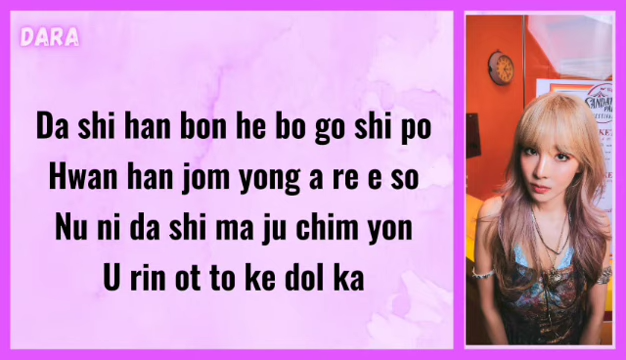 DARA
Da shi han bon he bo go shi po
Hwan han jom yong a re e so
Nu ni da shi ma ju chim yon
U rin ot to ke dol ka